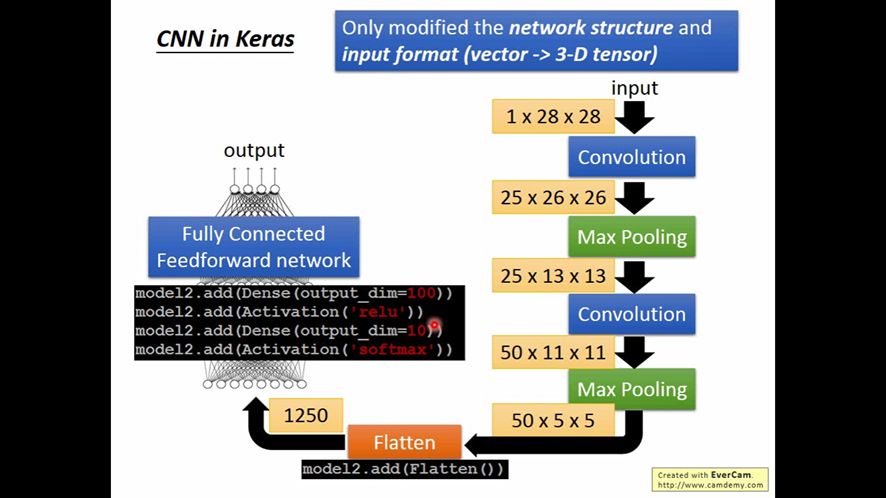 CNN in Keras
Only modified the network structure and
input format (vector -> 3-D tensor)
input
1 x 28 x 28
Convolution
25 x 26 x 26
Max Pooling
25 x 13 x 13
Convolution
50 x 11 x 11
Max Pooling
50 x 5 x 5
Flatten
model2.add(Flatten())
1250
output
Fully Connected
Feedforward network
model2.add(Dense(output_dim=100))
model2.add(Activation('relu'))
model2.add(Dense(output_dim=10))
model2.add(Activation('softmax'))
Created with EverCam.
http://www.camdemy.com